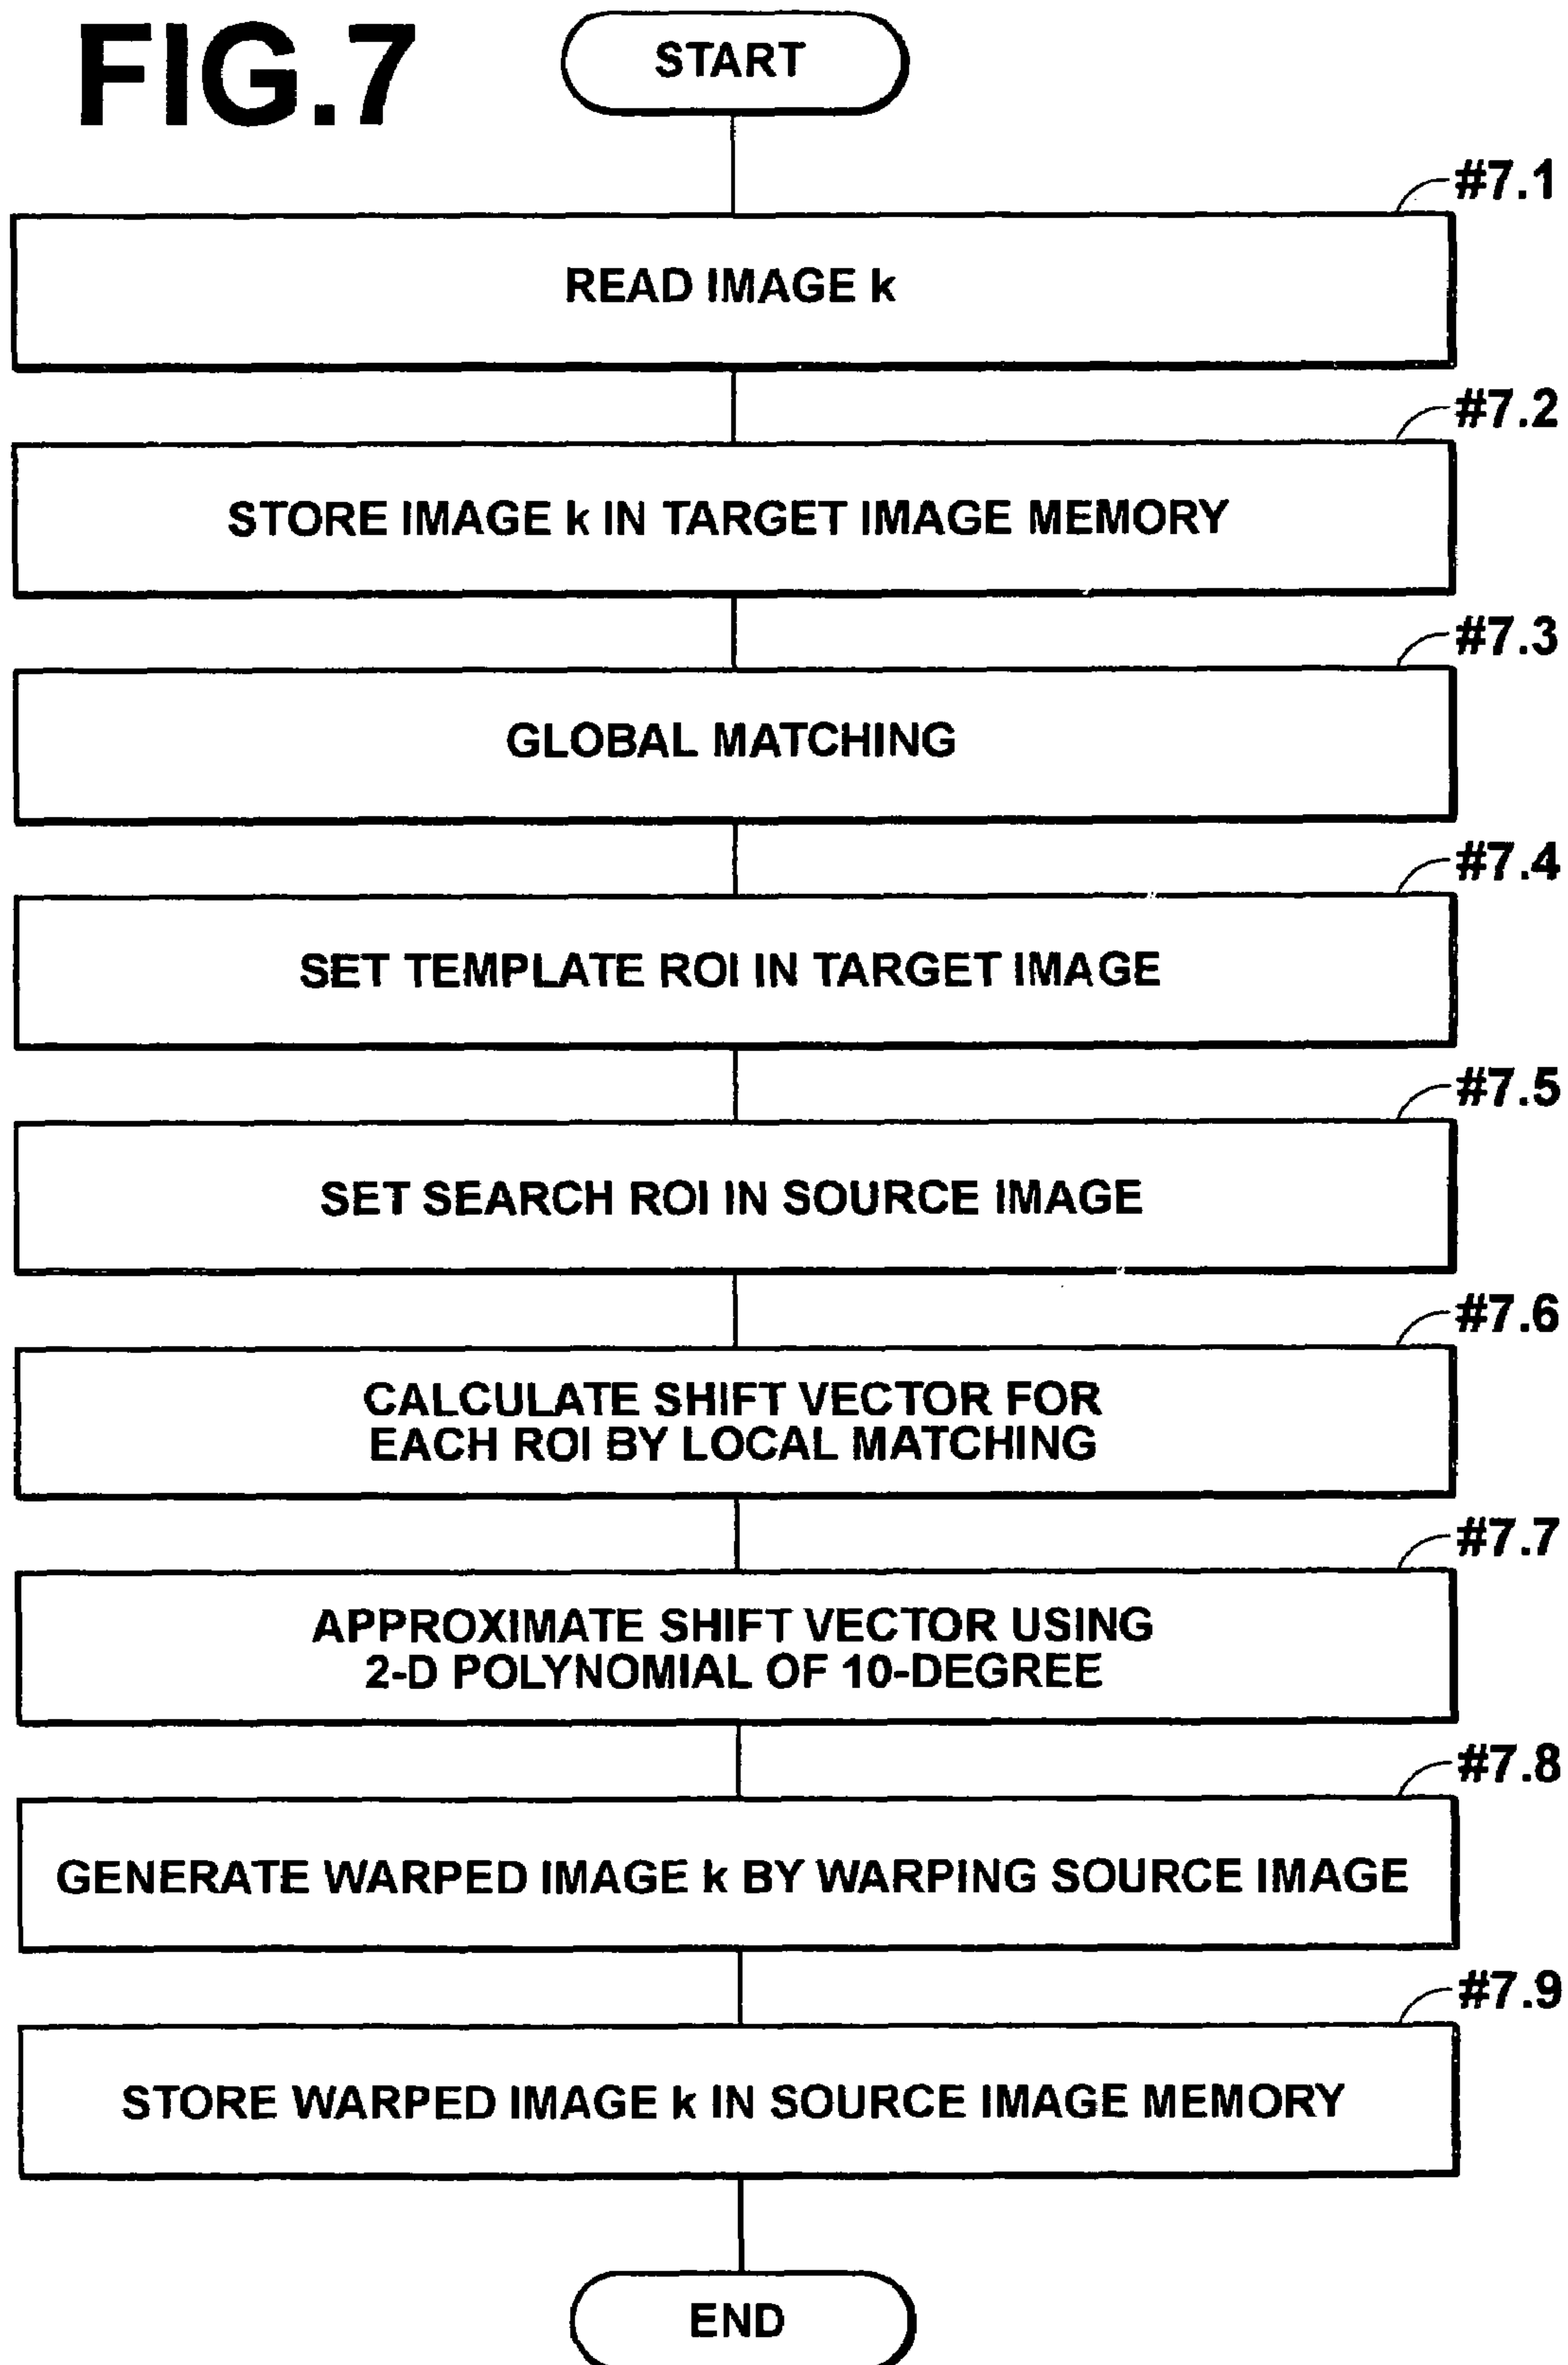 FIG.7
START
#7.1
READ IMAGE k
#7.2
STORE IMAGE k IN TARGET IMAGE MEMORY
#7.3
GLOBAL MATCHING
#7.4
SET TEMPLATE ROI IN TARGET IMAGE
#7.5
SET SEARCH ROI IN SOURCE IMAGE
#7.6
CALCULATE SHIFT VECTOR FOR
EACH ROI BY LOCAL MATCHING
#7.7
APPROXIMATE SHIFT VECTOR USING
2-D POLYNOMIAL OF 10-DEGREE
#7.8
GENERATE WARPED IMAGE k BY WARPING SOURCE IMAGE
#7.9
STORE WARPED IMAGE k IN SOURCE IMAGE MEMORY
END